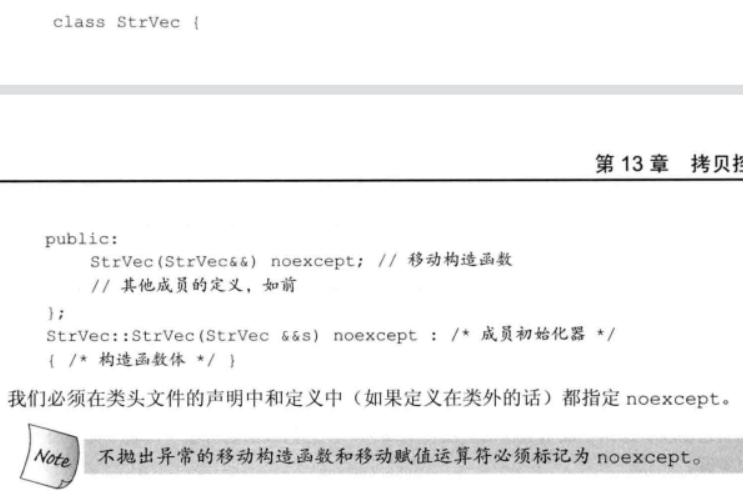 class StrVec {
第 13 章 拷贝控
public:
StrVec(StrVec&&) noexcept; // 移动构造函数
// 其他成员的定义，如前
};
StrVec::StrVec(StrVec &&s) noexcept : /* 成员初始化器 */
{ /* 构造函数体 */ }
我们必须在类头文件的声明中和定义中（如果定义在类外的话）都指定 noexcept。
Note 不抛出异常的移动构造函数和移动赋值运算符必须标记为 noexcept。